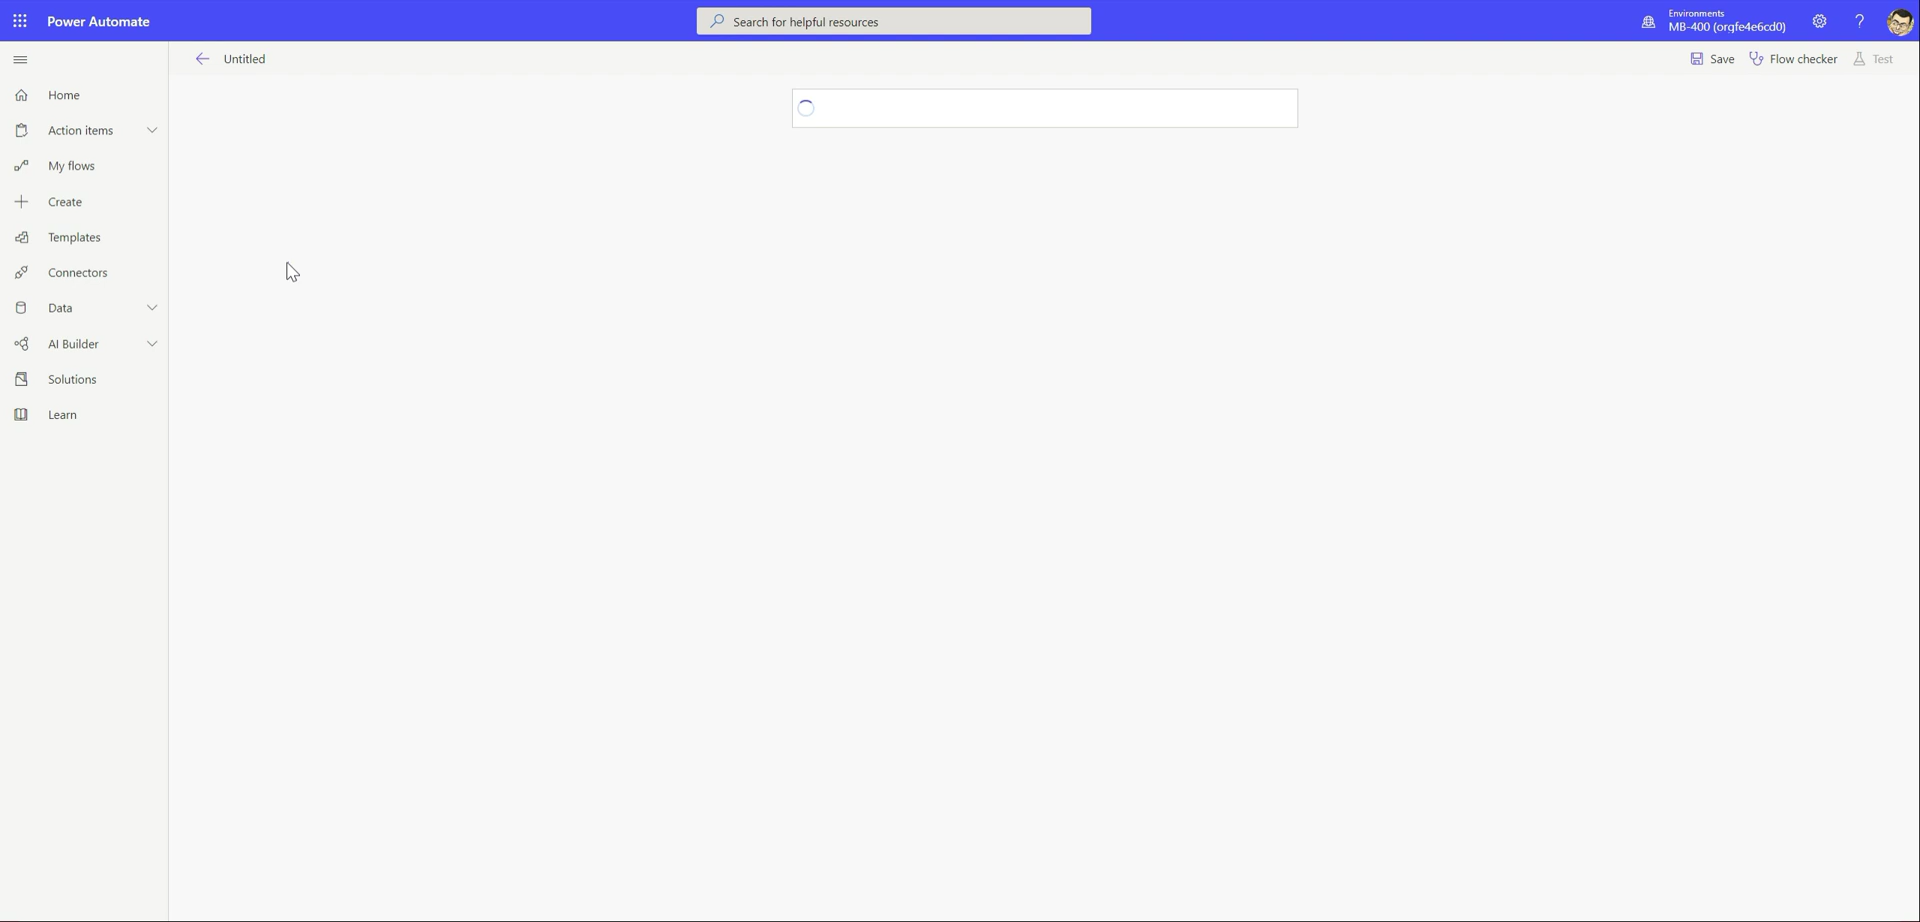 Power Automate
Search for helpful resources
Environments
MB-400 (orgfe4e6cd0)
?
Untitled
Save
Flow checker
Test
Home
Action items
My flows
Create
Templates
Connectors
Data
AI Builder
Solutions
Learn